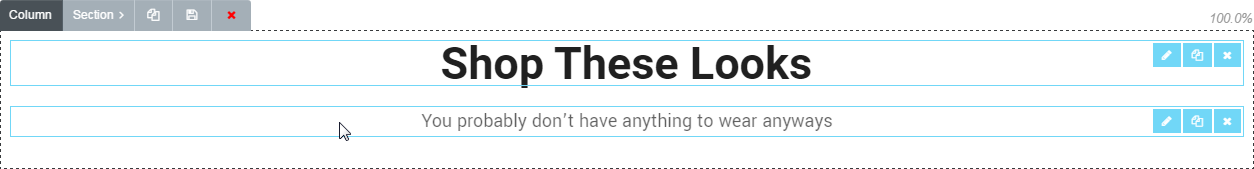 Column Section 100.0%
Shop These Looks
You probably don't have anything to wear anyways